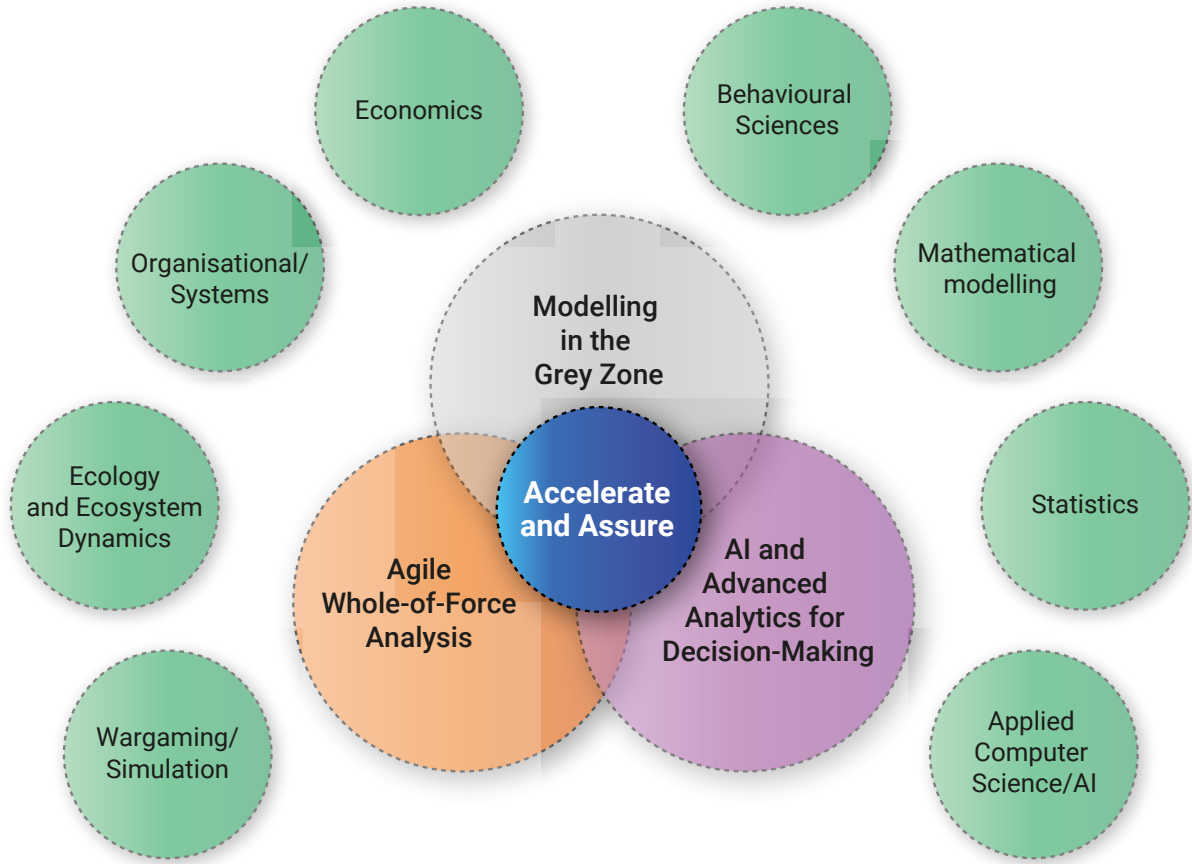 Economics
Behavioural
Sciences
Organisational/
Systems
Mathematical
modelling
Modelling
in the
Grey Zone
Ecology
and Ecosystem
Dynamics
Accelerate
and Assure
Statistics
Agile
Whole-of-Force
Analysis
AI and
Advanced
Analytics for
Decision-Making
Wargaming/
Simulation
Applied
Computer
Science/AI